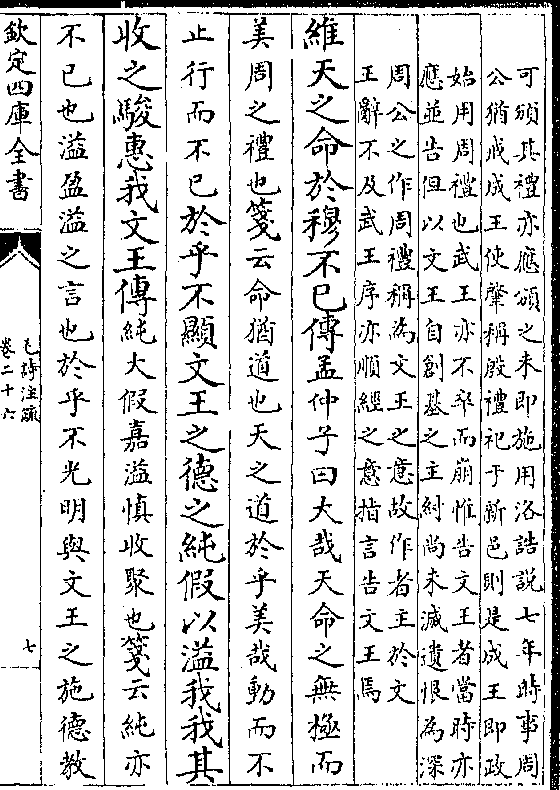 可頒其禮亦應頒之未即施用洛誥說七年時事周
公猶戒成王使肇稱殷禮祀于新邑則是成王即政
始用周禮也武王亦不卒而崩惟告文王者當時亦
應並告但以文王自創基之主紂尚未滅遺恨為深
周公之作周禮稱為文王之意故作者主於文
王辭不及武王序亦順經之意指言告文王焉
維天之命於穆不已傳孟仲子曰大哉天命之無極而
美周之禮也箋云命猶道也天之道於乎美哉動而不
止行而不已於乎不顯文王之德之純假以溢我我其
收之駿惠我文王傳純大假嘉溢慎收聚也箋云純亦
不已也溢盈溢之言也於乎不光明與文王之施德教
欽定四庫全書
毛詩注疏
卷二十六
七